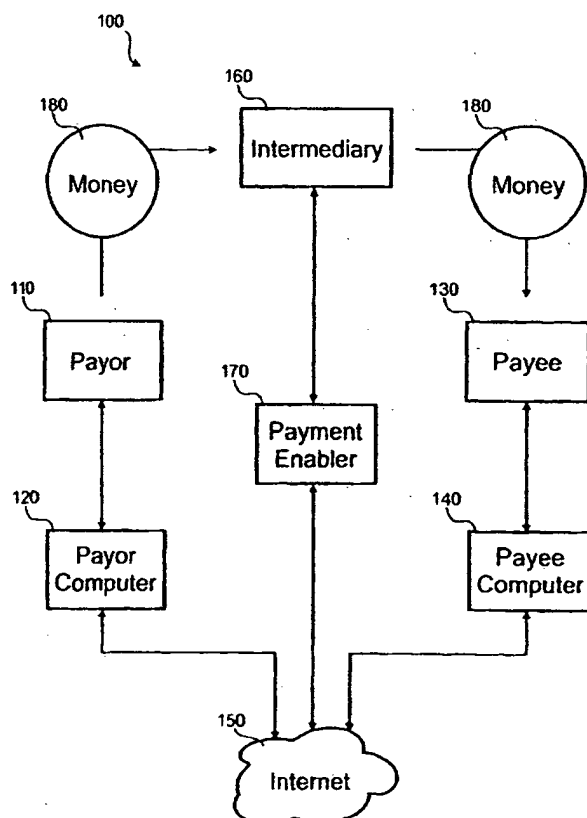 100
180
160
180
Money
Intermediary
Money
110
130
Payor
Payee
170
Payment
Enabler
120
140
Payor
Computer
Payee
Computer
150
Internet